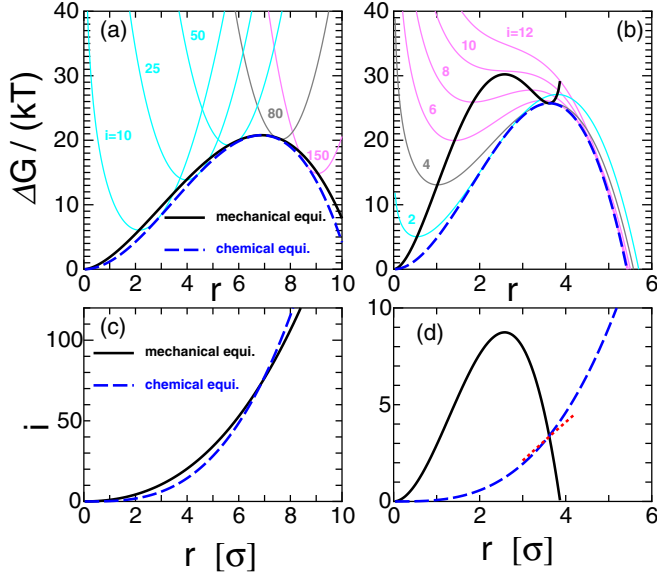 (a)
(b)
ΔG / (kT)
40
30
20
10
0
i=10
25
50
80
150
mechanical equi.
chemical equi.
0 2 4 6 8 10
r
40
30
20
10
0
i=12
10
8
6
4
2
0 2 4 6
r
(c)
(d)
i
100
50
0
mechanical equi.
chemical equi.
0 2 4 6 8 10
r [σ]
10
5
0
0 2 4 6
r [σ]